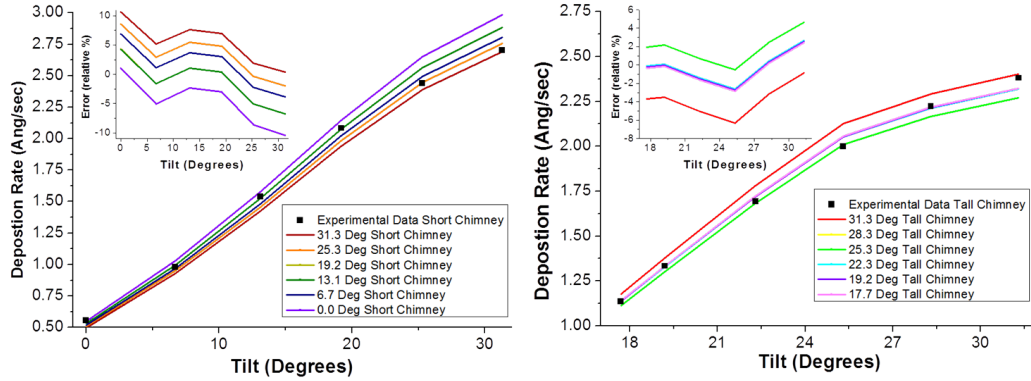 3.00
2.75
2.50
2.25
2.00
1.75
1.50
1.25
1.00
0.75
0.50
Depostion Rate (Ang/sec)
0
10
20
30
Tilt (Degrees)
10
5
0
-5
-10
Error (relative %)
0
5
10
15
20
25
30
Tilt (Degrees)
Experimental Data Short Chimney
31.3 Deg Short Chimney
25.3 Deg Short Chimney
19.2 Deg Short Chimney
13.1 Deg Short Chimney
6.7 Deg Short Chimney
0.0 Deg Short Chimney
2.75
2.50
2.25
2.00
1.75
1.50
1.25
1.00
Depostion Rate (Ang/sec)
18
21
24
27
30
Tilt (Degrees)
6
4
2
0
-2
-4
-6
-8
Error (relative %)
18
20
22
24
26
28
30
Tilt (Degrees)
Experimental Data Tall Chimney
31.3 Deg Tall Chimney
28.3 Deg Tall Chimney
25.3 Deg Tall Chimney
22.3 Deg Tall Chimney
19.2 Deg Tall Chimney
17.7 Deg Tall Chimney